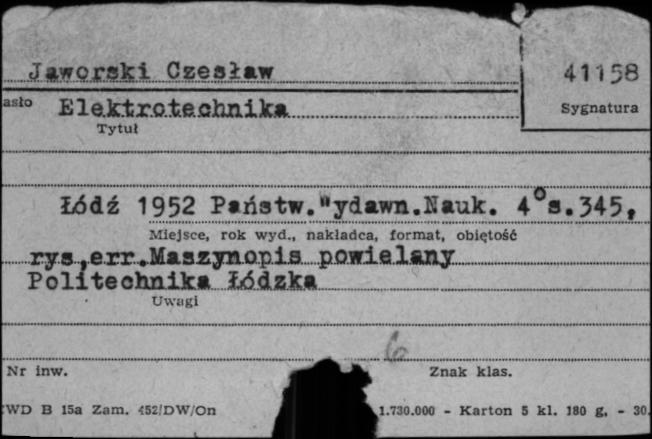 Jaworski Czesław
41158
asło Elektrotechnika
Sygnatura
Tytuł
Łódź 1952 Państw."ydawn.Nauk. 4° s.345,
Miejsce, rok wyd., nakładca, format, objętość
rys,err.Maszynopis powielany
Politechnika Łódzka
Uwagi
6
Nr inw.
Znak klas.
WD B 15a Zam. 452/DW/On
1.730.000 - Karton 5 kl. 180 g. - 30.